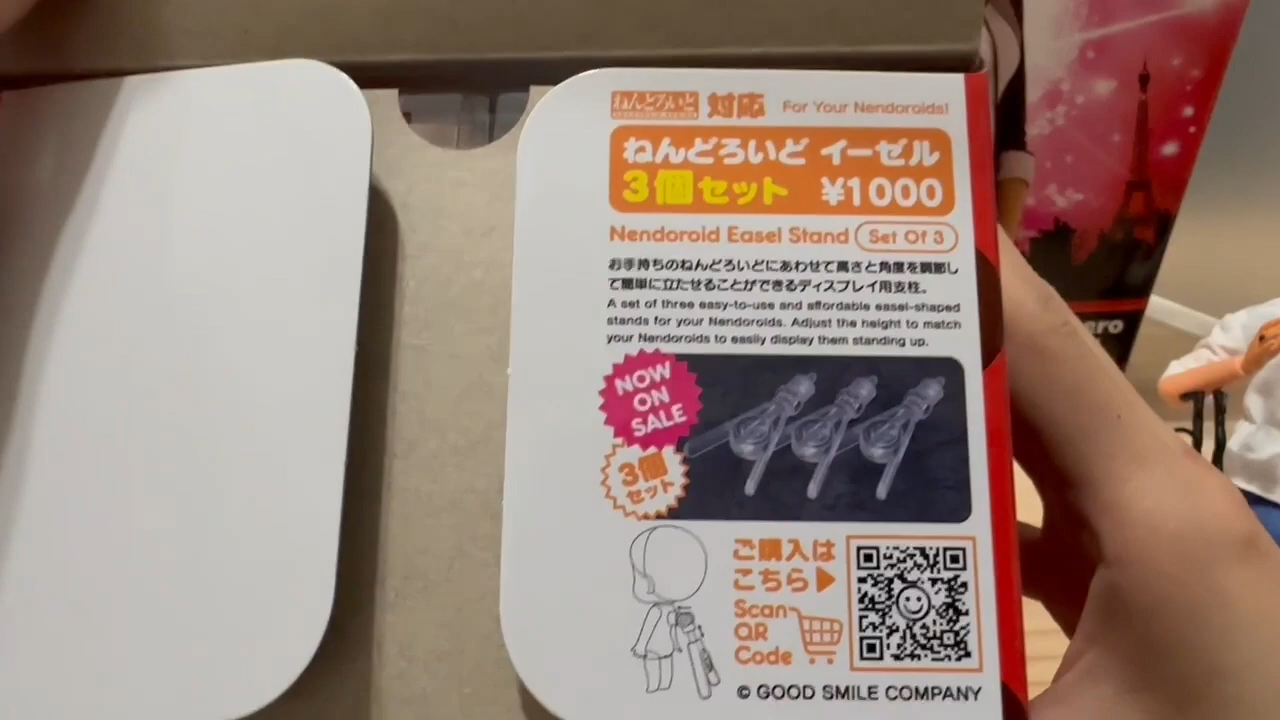 ねんどろいど 対応 For Your Nendoroids!
ねんどろいど イーゼル
3個セット ¥1000
Nendoroid Easel Stand Set Of 3
お手持ちのねんどろいどにあわせて高さと角度を調節し
て簡単に立たせることができるディスプレイ用支柱。
A set of three easy-to-use and affordable easel-shaped
stands for your Nendoroids. Adjust the height to match
your Nendoroids to easily display them standing up.
NOW
ON
SALE
3個
セット
ご購入は
こちら▶
Scan
QR
Code
© GOOD SMILE COMPANY